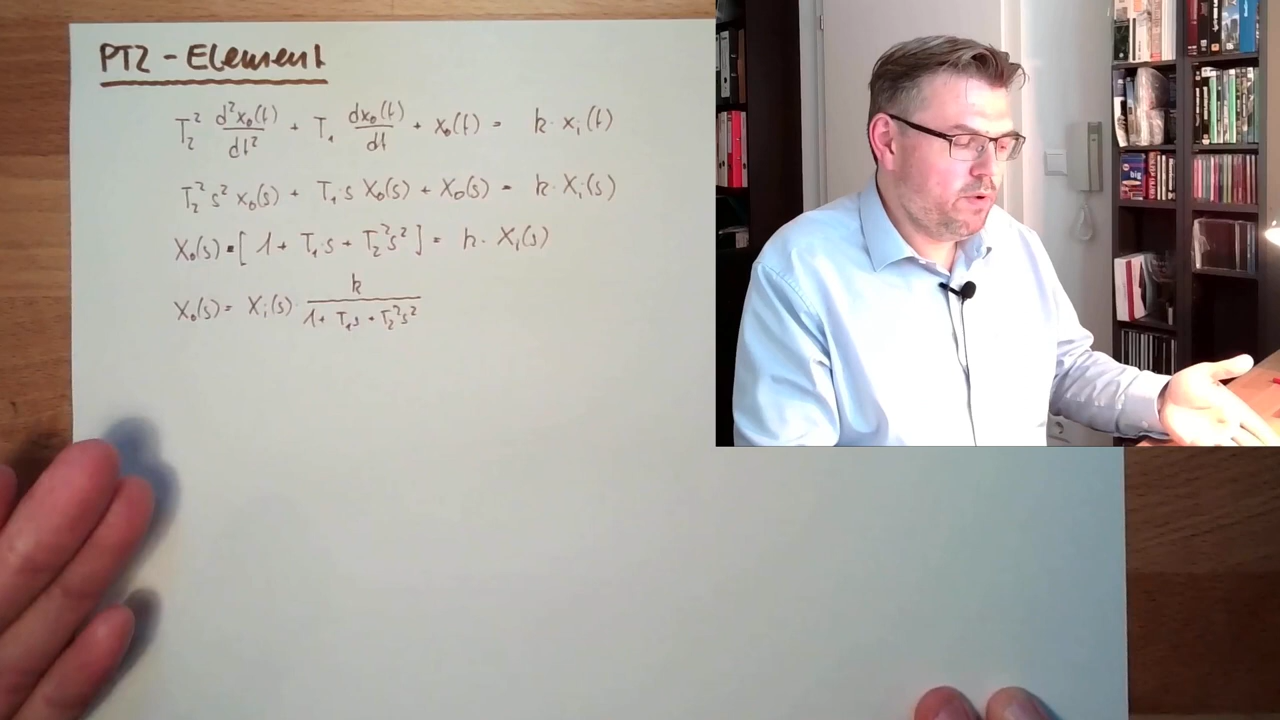 PT2 - Element
T₂² d²x₀(t)/dt² + T₁ dx₀(t)/dt + x₀(t) = k · xᵢ(t)
T₂² s² x₀(s) + T₁ · s X₀(s) + X₀(s) = k · Xᵢ(s)
X₀(s) = [ 1 + T₁ · s + T₂² s² ] = k · Xᵢ(s)
X₀(s) = Xᵢ(s) · k / (1 + T₁s + T₂²s²)
big